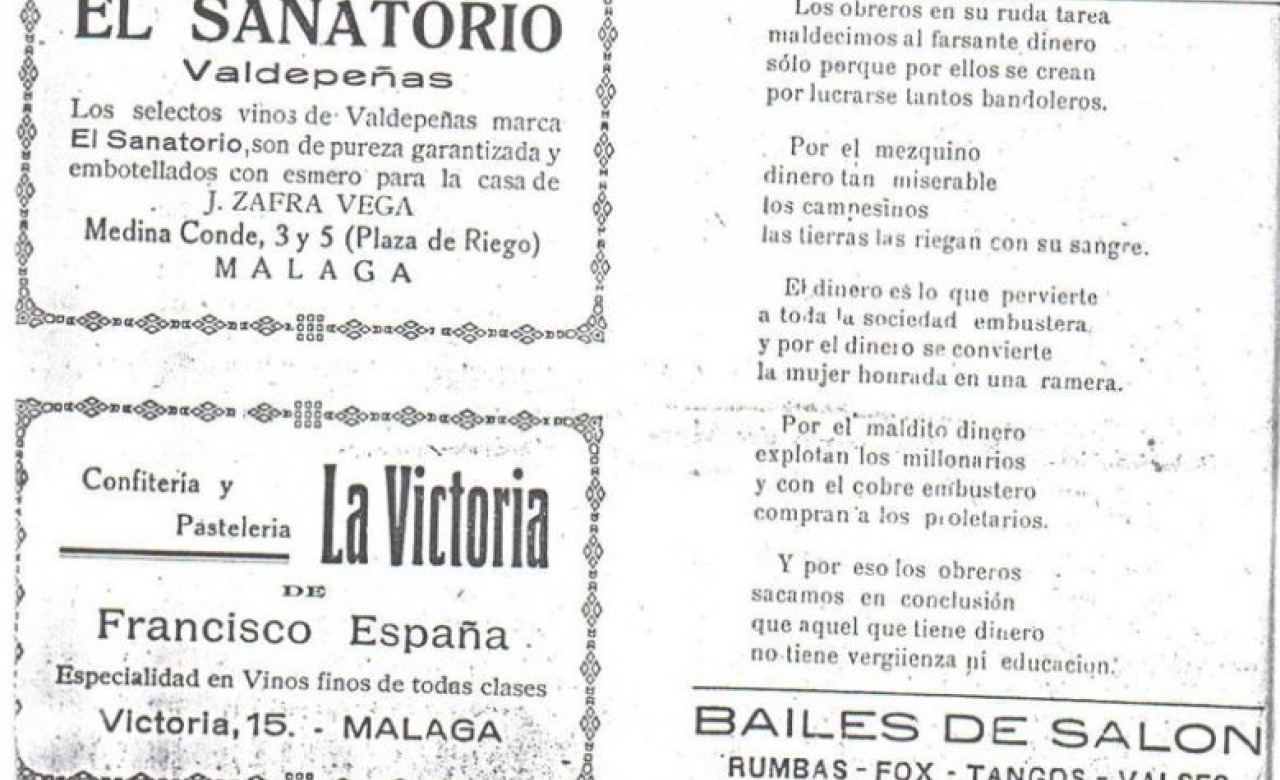 EL SANATORIO
Valdepeñas
Los selectos vinos de Valdepeñas marca
El Sanatorio, son de pureza garantizada y
embotellados con esmero para la casa de
J. ZAFRA VEGA
Medina Conde, 3 y 5 (Plaza de Riego)
MALAGA
Confitería y
Pasteleria
La Victoria
DE
Francisco España
Especialidad en Vinos finos de todas clases
Victoria, 15. - MALAGA
Los obreros en su ruda tarea
maldecimos al farsante dinero
sólo porque por ellos se crean
por lucrarse tantos bandoleros.
Por el mezquino
dinero tan miserable
los campesinos
las tierras las riegan con su sangre.
El dinero es lo que pervierte
a toda la sociedad embustera
y por el dinero se convierte
la mujer honrada en una ramera.
Por el maldito dinero
explotan los millonarios
y con el cobre embustero
compran a los proletarios.
Y por eso los obreros
sacamos en conclusión
que aquel que tiene dinero
no tiene vergüenza ni educacion.
BAILES DE SALON
RUMBAS - FOX - TANGOS - VALSES